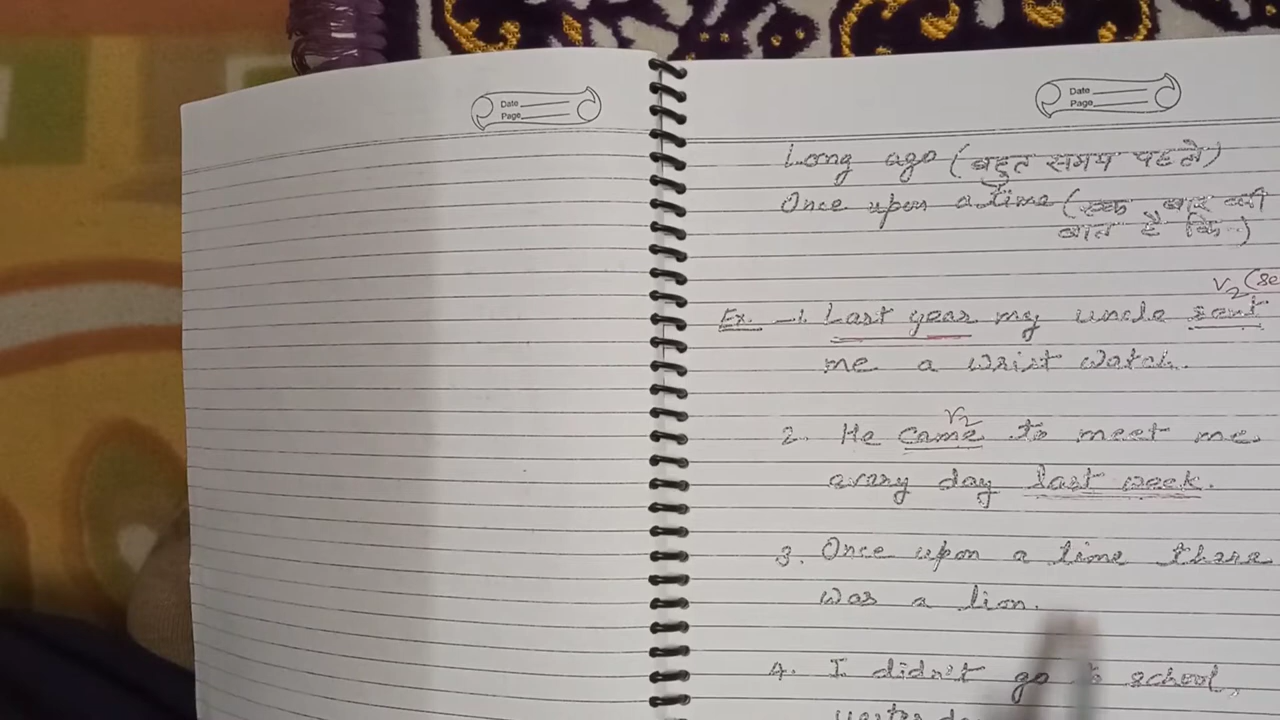 Date
Page
Date
Page
Long ago (बहुत समय पहले)
Once upon a time (एक बार की
बात है कि-)
V2 (se
Ex. -1. Last year my uncle sent
me a wrist watch.
V2
2. He came to meet me
every day last week.
3. Once upon a time there
was a lion.
4. I didn't go to school,